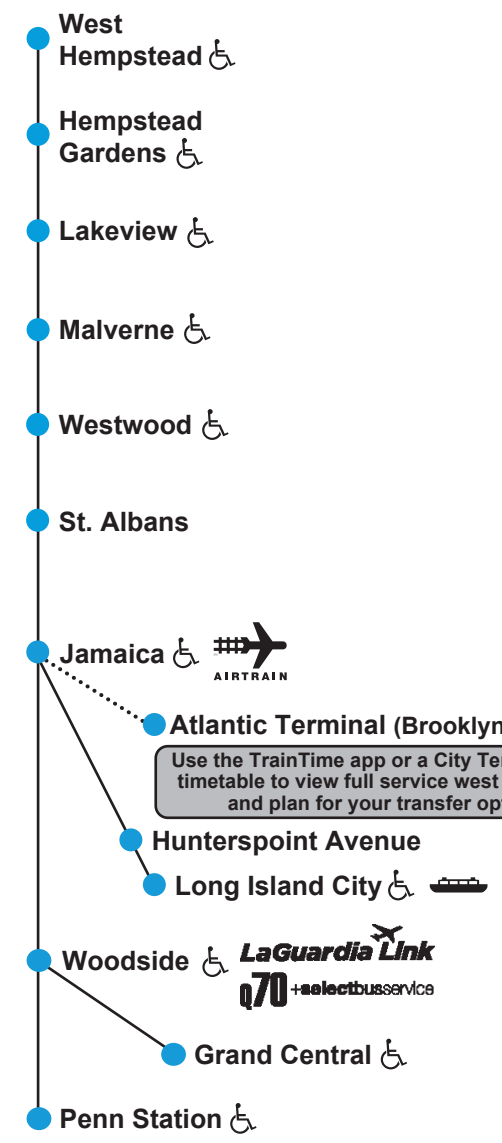 West
Hempstead
Hempstead
Gardens
Lakeview
Malverne
Westwood
St. Albans
Jamaica
AIRTRAIN
Atlantic Terminal (Brooklyn
Use the TrainTime app or a City Ter
timetable to view full service west
and plan for your transfer opt
Hunterspoint Avenue
Long Island City
Woodside
LaGuardia Link
Q70 +selectbusservice
Grand Central
Penn Station